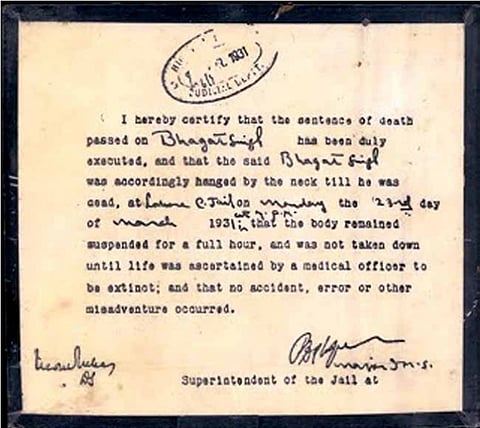 1931
JUDICIAL DEPT.
I hereby certify that the sentence of death
passed on Bhagat Singh has been duly
executed, and that the said Bhagat Singh
was accordingly hanged by the neck till he was
dead, at Lahore C. Jail on Monday the 23rd day
of March 1931 at 7 P.M. that the body remained
suspended for a full hour, and was not taken down
until life was ascertained by a medical officer to
be extinct; and that no accident, error or other
misadventure occurred.
Major I.M.S.
Superintendent of the Jail at